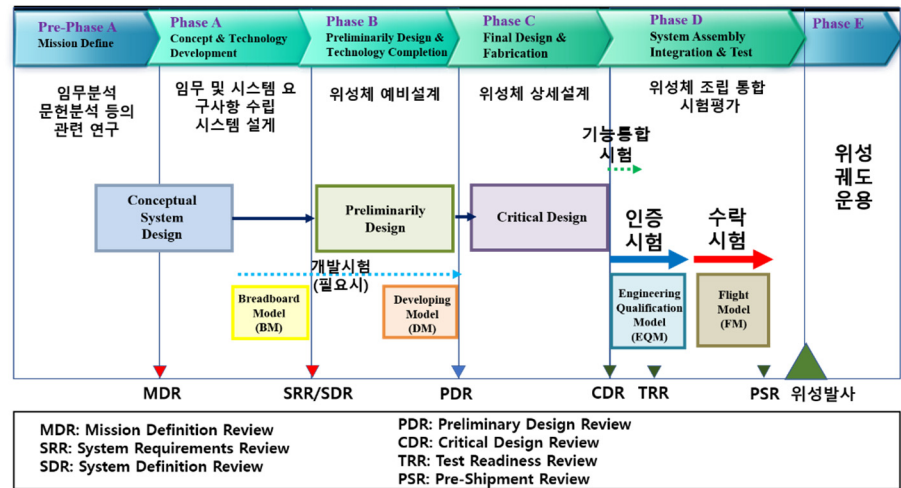 Pre-Phase A
Mission Define
Phase A
Concept & Technology
Development
Phase B
Preliminarily Design &
Technology Completion
Phase C
Final Design &
Fabrication
Phase D
System Assembly
Integration & Test
Phase E
임무분석
문헌분석 등의
관련 연구
임무 및 시스템 요
구사항 수립
시스템 설게
위성체 예비설계
위성체 상세설계
위성체 조립 통합
시험평가
기능통합
시험
위성
궤도
운용
Conceptual
System
Design
Preliminarily
Design
Critical Design
인증
시험
수락
시험
개발시험
(필요시)
Breadboard
Model
(BM)
Developing
Model
(DM)
Engineering
Qualification
Model
(EQM)
Flight
Model
(FM)
MDR
SRR/SDR
PDR
CDR
TRR
PSR
위성발사
MDR: Mission Definition Review
SRR: System Requirements Review
SDR: System Definition Review
PDR: Preliminary Design Review
CDR: Critical Design Review
TRR: Test Readiness Review
PSR: Pre-Shipment Review